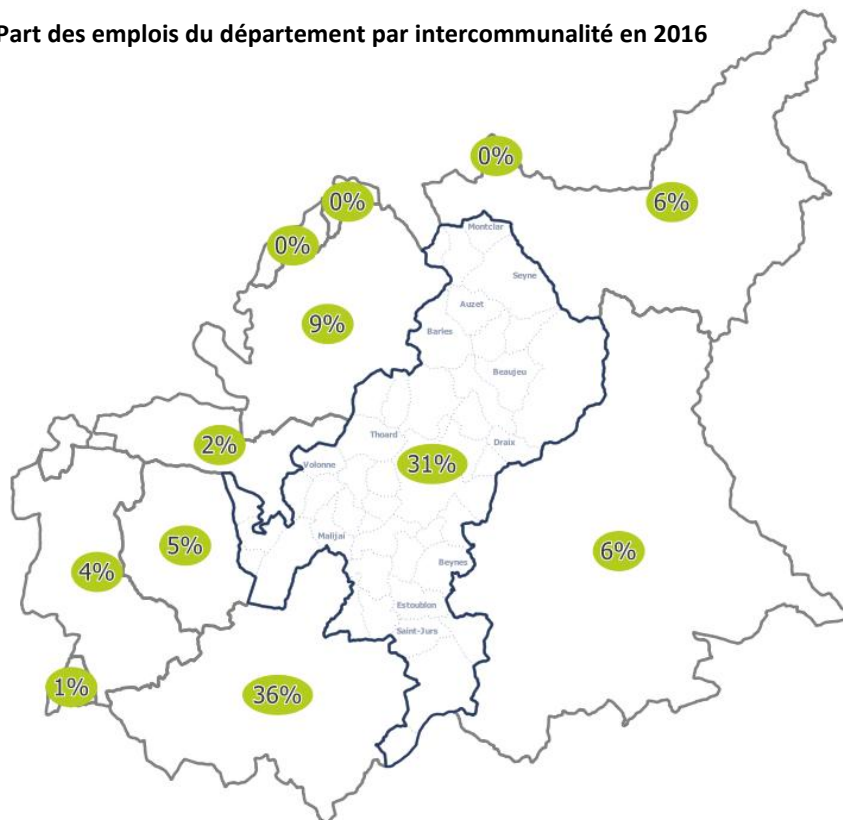 Part des emplois du département par intercommunalité en 2016
0%
6%
0%
0%
Montclar
Seyne
Auzet
9%
Barles
Beaujeu
2%
Thoard
Draix
Volonne
31%
Malijai
5%
6%
Beynes
4%
Estoublon
Saint-Jurs
1%
36%